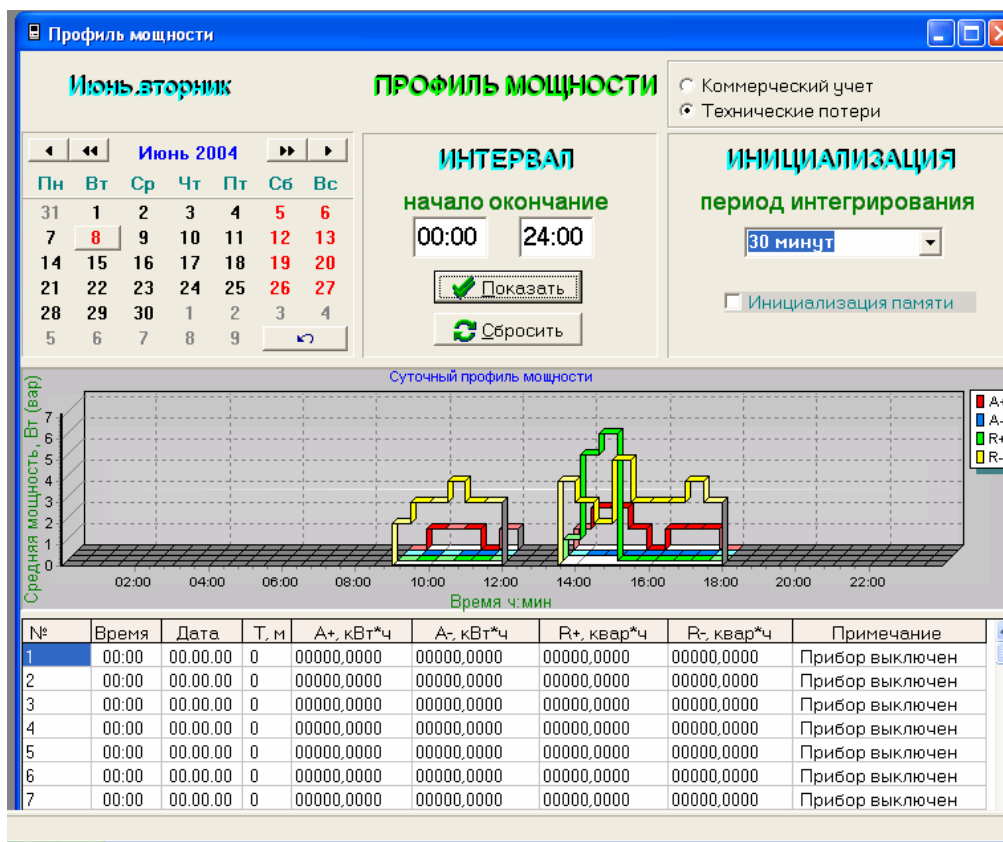 Профиль мощности
Июнь.вторник
ПРОФИЛЬ МОЩНОСТИ
Коммерческий учет
Технические потери
Июнь 2004
Пн Вт Ср Чт Пт Сб Вс
31 1 2 3 4 5 6
7 8 9 10 11 12 13
14 15 16 17 18 19 20
21 22 23 24 25 26 27
28 29 30 1 2 3 4
5 6 7 8 9
ИНТЕРВАЛ
начало окончание
00:00 24:00
Показать
Сбросить
ИНИЦИАЛИЗАЦИЯ
период интегрирования
30 минут
Инициализация памяти
Суточный профиль мощности
Средняя мощность, Вт (вар)
7
6
5
4
3
2
1
0
02:00 04:00 06:00 08:00 10:00 12:00 14:00 16:00 18:00 20:00 22:00
Время ч:мин
A+
A-
R+
R-
№ Время Дата Т, м А+, кВт*ч А-, кВт*ч R+, квар*ч R-, квар*ч Примечание
1 00:00 00.00.00 0 00000,0000 00000,0000 00000,0000 00000,0000 Прибор выключен
2 00:00 00.00.00 0 00000,0000 00000,0000 00000,0000 00000,0000 Прибор выключен
3 00:00 00.00.00 0 00000,0000 00000,0000 00000,0000 00000,0000 Прибор выключен
4 00:00 00.00.00 0 00000,0000 00000,0000 00000,0000 00000,0000 Прибор выключен
5 00:00 00.00.00 0 00000,0000 00000,0000 00000,0000 00000,0000 Прибор выключен
6 00:00 00.00.00 0 00000,0000 00000,0000 00000,0000 00000,0000 Прибор выключен
7 00:00 00.00.00 0 00000,0000 00000,0000 00000,0000 00000,0000 Прибор выключен